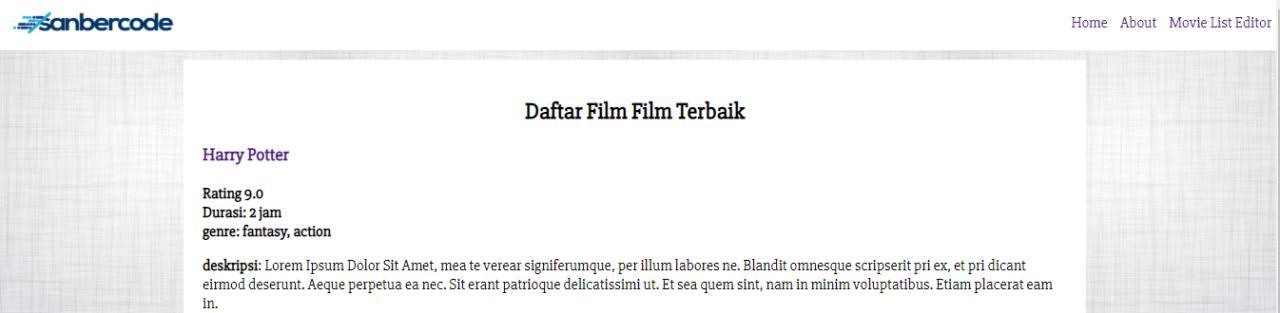 sanbercode
Home About Movie List Editor
Daftar Film Film Terbaik
Harry Potter
Rating 9.0
Durasi: 2 jam
genre: fantasy, action
deskripsi: Lorem Ipsum Dolor Sit Amet, mea te verear signiferumque, per illum labores ne. Blandit omnesque scripserit pri ex, et pri dicant
eirmod deserunt. Aeque perpetua ea nec. Sit erant patrioque delicatissimi ut. Et sea quem sint, nam in minim voluptatibus. Etiam placerat eam
in.